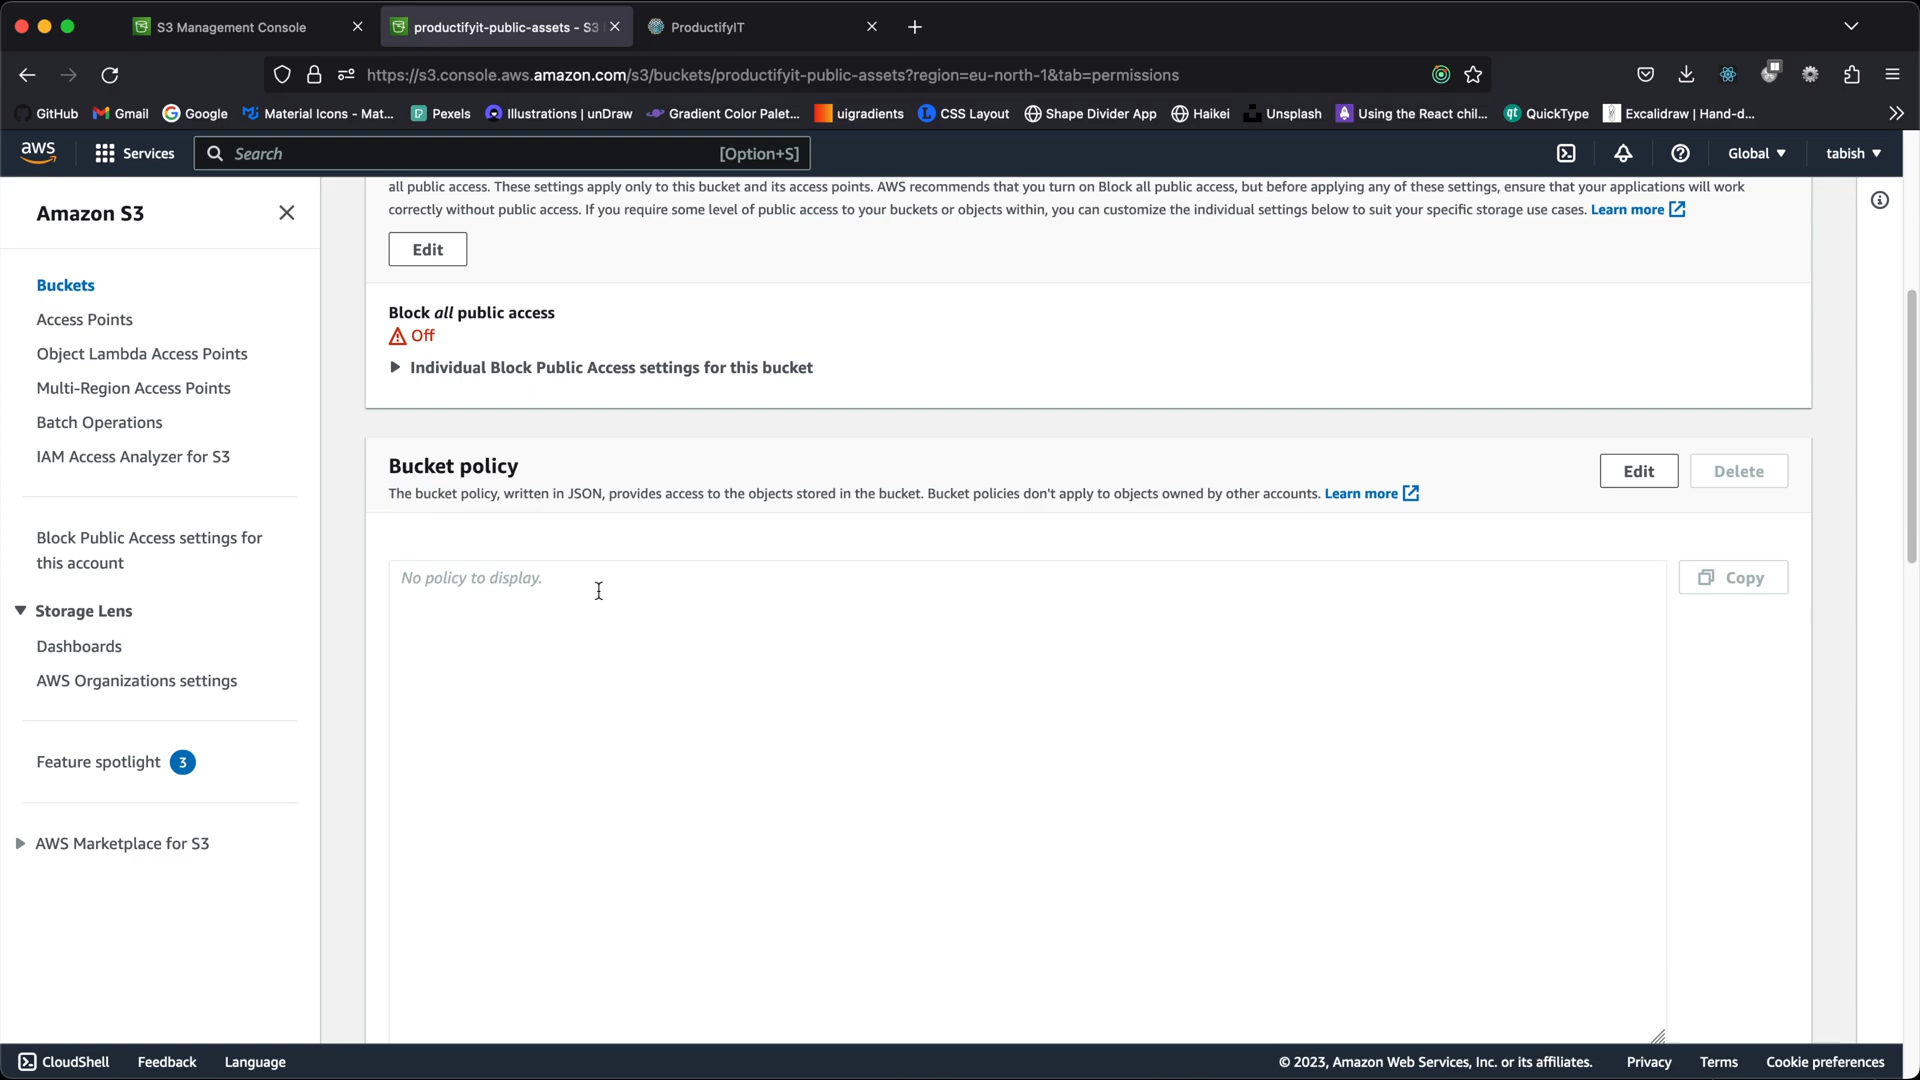 S3 Management Console
productifyit-public-assets - S3
ProductifyIT
https://s3.console.aws.amazon.com/s3/buckets/productifyit-public-assets?region=eu-north-1&tab=permissions
GitHub
Gmail
Google
Material Icons - Mat...
Pexels
Illustrations | unDraw
Gradient Color Palet...
uigradients
CSS Layout
Shape Divider App
Haikei
Unsplash
Using the React chil...
QuickType
Excalidraw | Hand-d...
aws
Services
Search
[Option+S]
Global
tabish
Amazon S3
Buckets
Access Points
Object Lambda Access Points
Multi-Region Access Points
Batch Operations
IAM Access Analyzer for S3
Block Public Access settings for
this account
Storage Lens
Dashboards
AWS Organizations settings
Feature spotlight 3
AWS Marketplace for S3
all public access. These settings apply only to this bucket and its access points. AWS recommends that you turn on Block all public access, but before applying any of these settings, ensure that your applications will work
correctly without public access. If you require some level of public access to your buckets or objects within, you can customize the individual settings below to suit your specific storage use cases. Learn more
Edit
Block all public access
Off
Individual Block Public Access settings for this bucket
Bucket policy
The bucket policy, written in JSON, provides access to the objects stored in the bucket. Bucket policies don't apply to objects owned by other accounts. Learn more
Edit
Delete
No policy to display.
Copy
CloudShell
Feedback
Language
© 2023, Amazon Web Services, Inc. or its affiliates.
Privacy
Terms
Cookie preferences